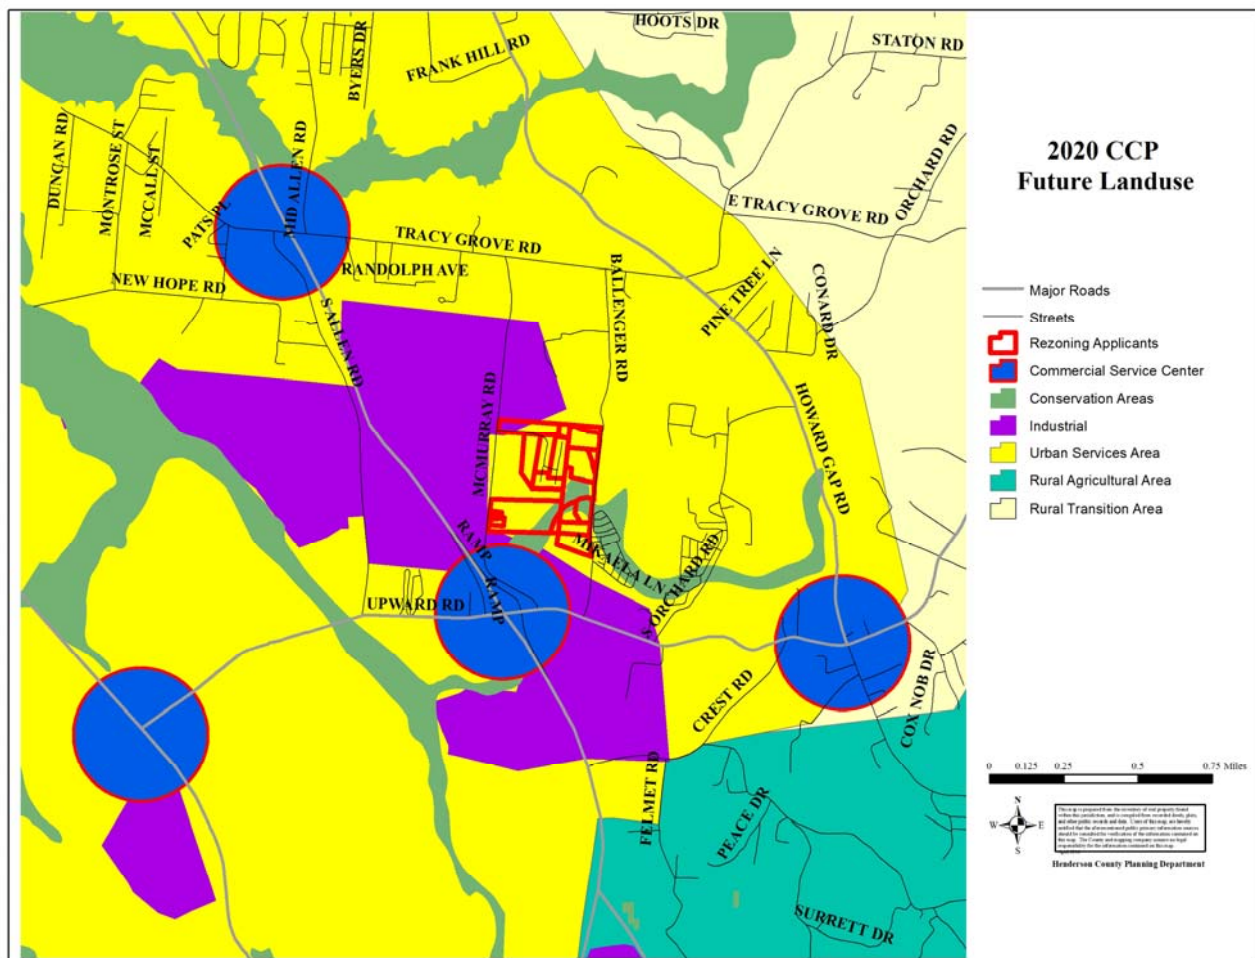 HOOTS DR
STATON RD
BYERS DR
FRANK HILL RD
DUNCAN RD
MONTROSE ST
MCCALL ST
MID ALLEN RD
ORCHARD RD
PATS PL
E TRACY GROVE RD
TRACY GROVE RD
RANDOLPH AVE
NEW HOPE RD
BALLENGER RD
PINE TREE LN
CONARD DR
S ALLEN RD
MCMURRAY RD
HOWARD GAP RD
RAMP
RAMP
MIKAELA LN
S ORCHARD RD
UPWARD RD
CREST RD
COX NOB DR
FELMET RD
PEACE DR
SURRETT DR
2020 CCP
Future Landuse
Major Roads
Streets
Rezoning Applicants
Commercial Service Center
Conservation Areas
Industrial
Urban Services Area
Rural Agricultural Area
Rural Transition Area
0 0.125 0.25 0.5 0.75 Miles
N
W E
S
Henderson County Planning Department